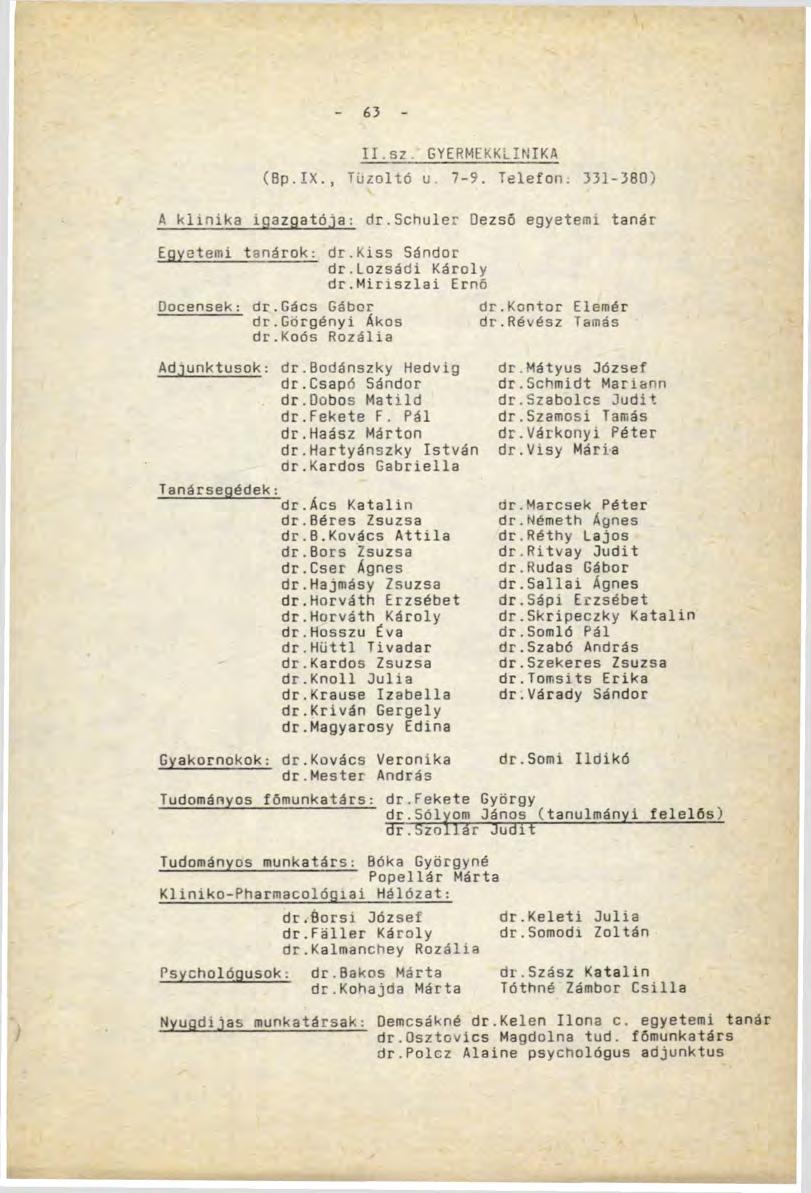 - 63 -
II.sz. GYERMEKKLINIKA
(Bp.IX., Tüzoltó u. 7-9. Telefon: 331-380)
A klinika igazgatója: dr.Schuler Dezső egyetemi tanár
Egyetemi tanárok: dr.Kiss Sándor
dr.Lozsádi Károly
dr.Miriszlai Ernő
Docensek: dr.Gács Gábor dr.Kontor Elemér
dr.Görgényi Ákos dr.Révész Tamás
dr.Koós Rozália
Adjunktusok: dr.Bodánszky Hedvig dr.Mátyus József
dr.Csapó Sándor dr.Schmidt Mariann
dr.Dobos Matild dr.Szabolcs Judit
dr.Fekete F. Pál dr.Szamosi Tamás
dr.Haász Márton dr.Várkonyi Péter
dr.Hartyánszky István dr.Visy Mária
dr.Kardos Gabriella
Tanársegédek:
dr.Ács Katalin dr.Marcsek Péter
dr.Béres Zsuzsa dr.Németh Ágnes
dr.B.Kovács Attila dr.Réthy Lajos
dr.Bors Zsuzsa dr.Ritvay Judit
dr.Cser Ágnes dr.Rudas Gábor
dr.Hajmásy Zsuzsa dr.Sallai Ágnes
dr.Horváth Erzsébet dr.Sápi Erzsébet
dr.Horváth Károly dr.Skripeczky Katalin
dr.Hosszu Éva dr.Somló Pál
dr.Hüttl Tivadar dr.Szabó András
dr.Kardos Zsuzsa dr.Szekeres Zsuzsa
dr.Knoll Julia dr.Tomsits Erika
dr.Krause Izabella dr.Várady Sándor
dr.Kriván Gergely
dr.Magyarosy Edina
Gyakornokok: dr.Kovács Veronika dr.Somi Ildikó
dr.Mester András
Tudományos főmunkatárs: dr.Fekete György
dr.Sólyom János (tanulmányi felelős)
dr.Szollár Judit
Tudományos munkatárs: Bóka Györgyné
Popellár Márta
Kliniko-Pharmacológiai Hálózat:
dr.Borsi József dr.Keleti Julia
dr.Fäller Károly dr.Somodi Zoltán
dr.Kalmanchey Rozália
Psychológusok: dr.Bakos Márta dr.Szász Katalin
dr.Kohajda Márta Tóthné Zámbor Csilla
Nyugdijas munkatársak: Demcsákné dr.Kelen Ilona c. egyetemi tanár
dr.Osztovics Magdolna tud. főmunkatárs
dr.Polcz Alaine psychológus adjunktus